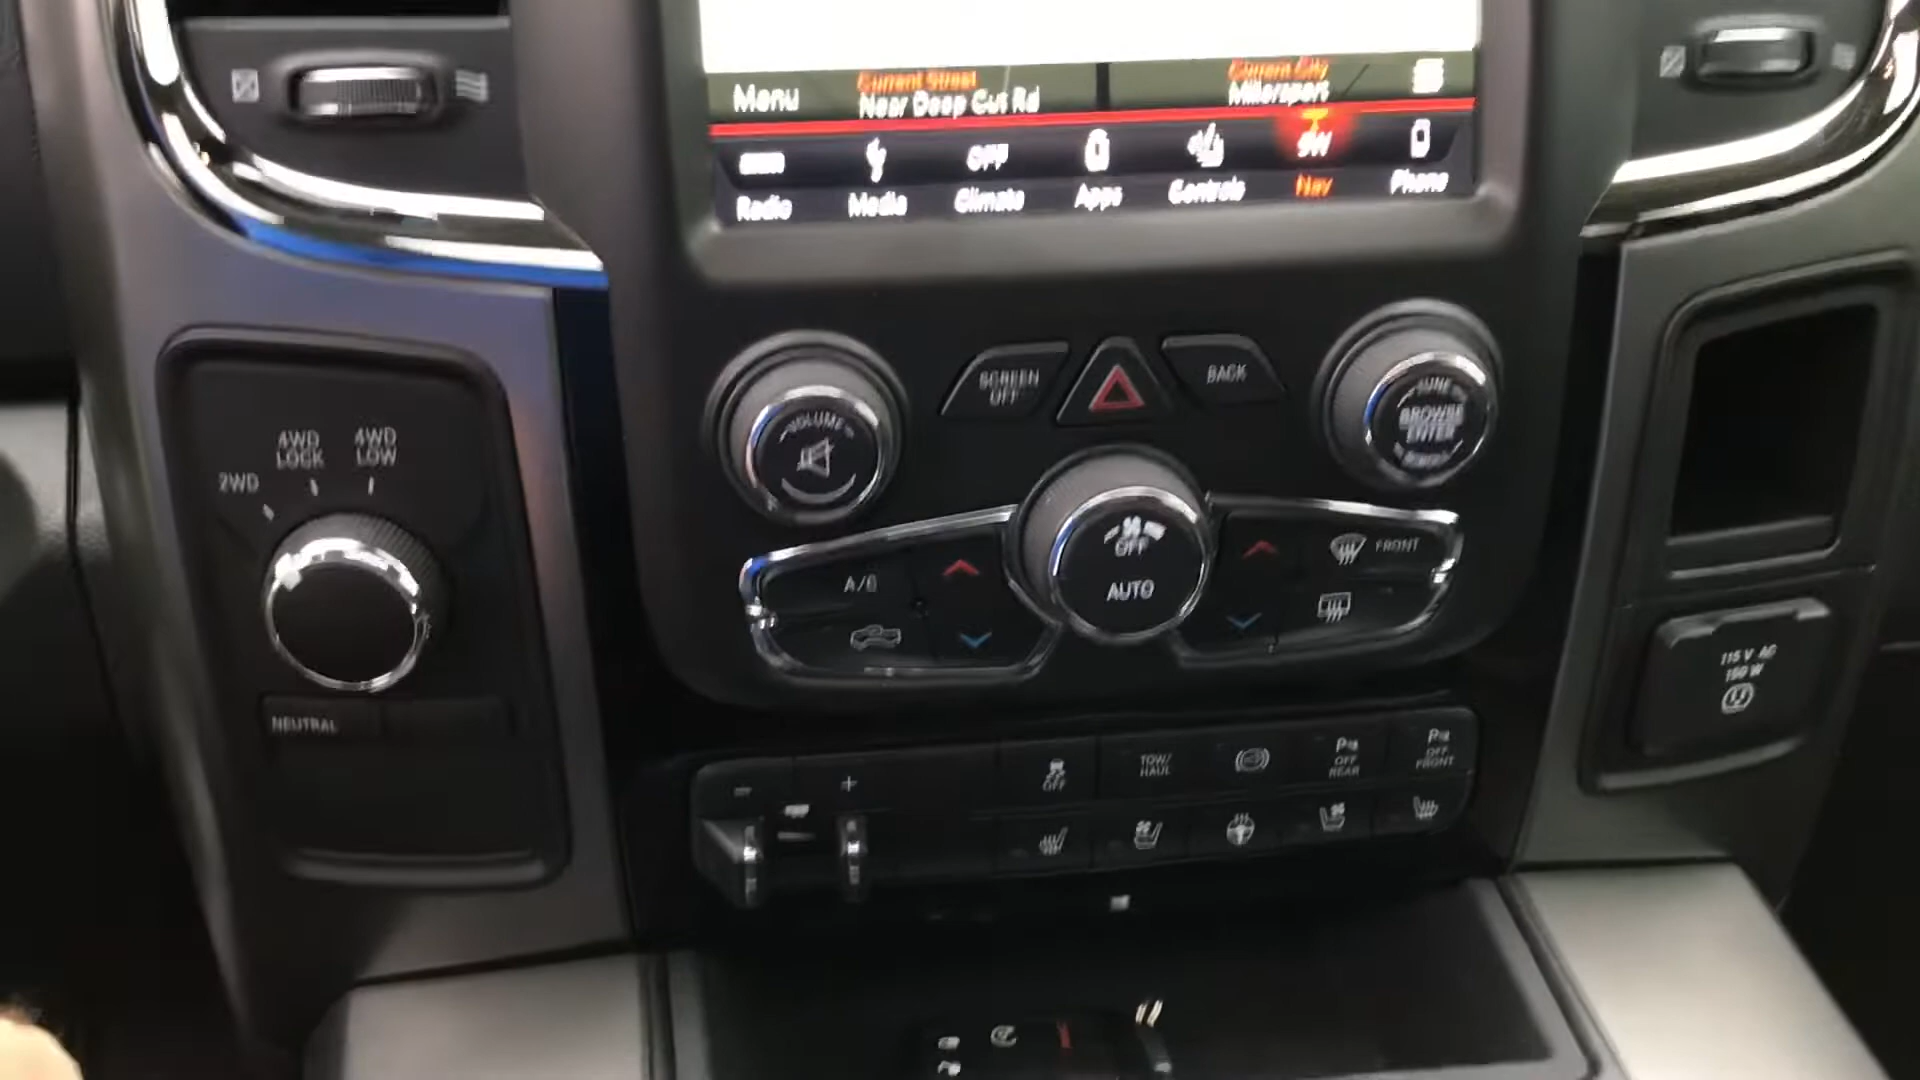 Menu
Current Street
Near Deep Cut Rd
Current City
Millersport
OFF
SW
Radio
Media
Climate
Apps
Controls
Nav
Phone
SCREEN
OFF
BACK
VOLUME
TUNE
BROWSE
ENTER
SCROLL
4WD
LOCK
4WD
LOW
2WD
NEUTRAL
OFF
AUTO
A/C
FRONT
115 V AC
150 W
- +
OFF
TOW/
HAUL
P
OFF
REAR
P
OFF
FRONT